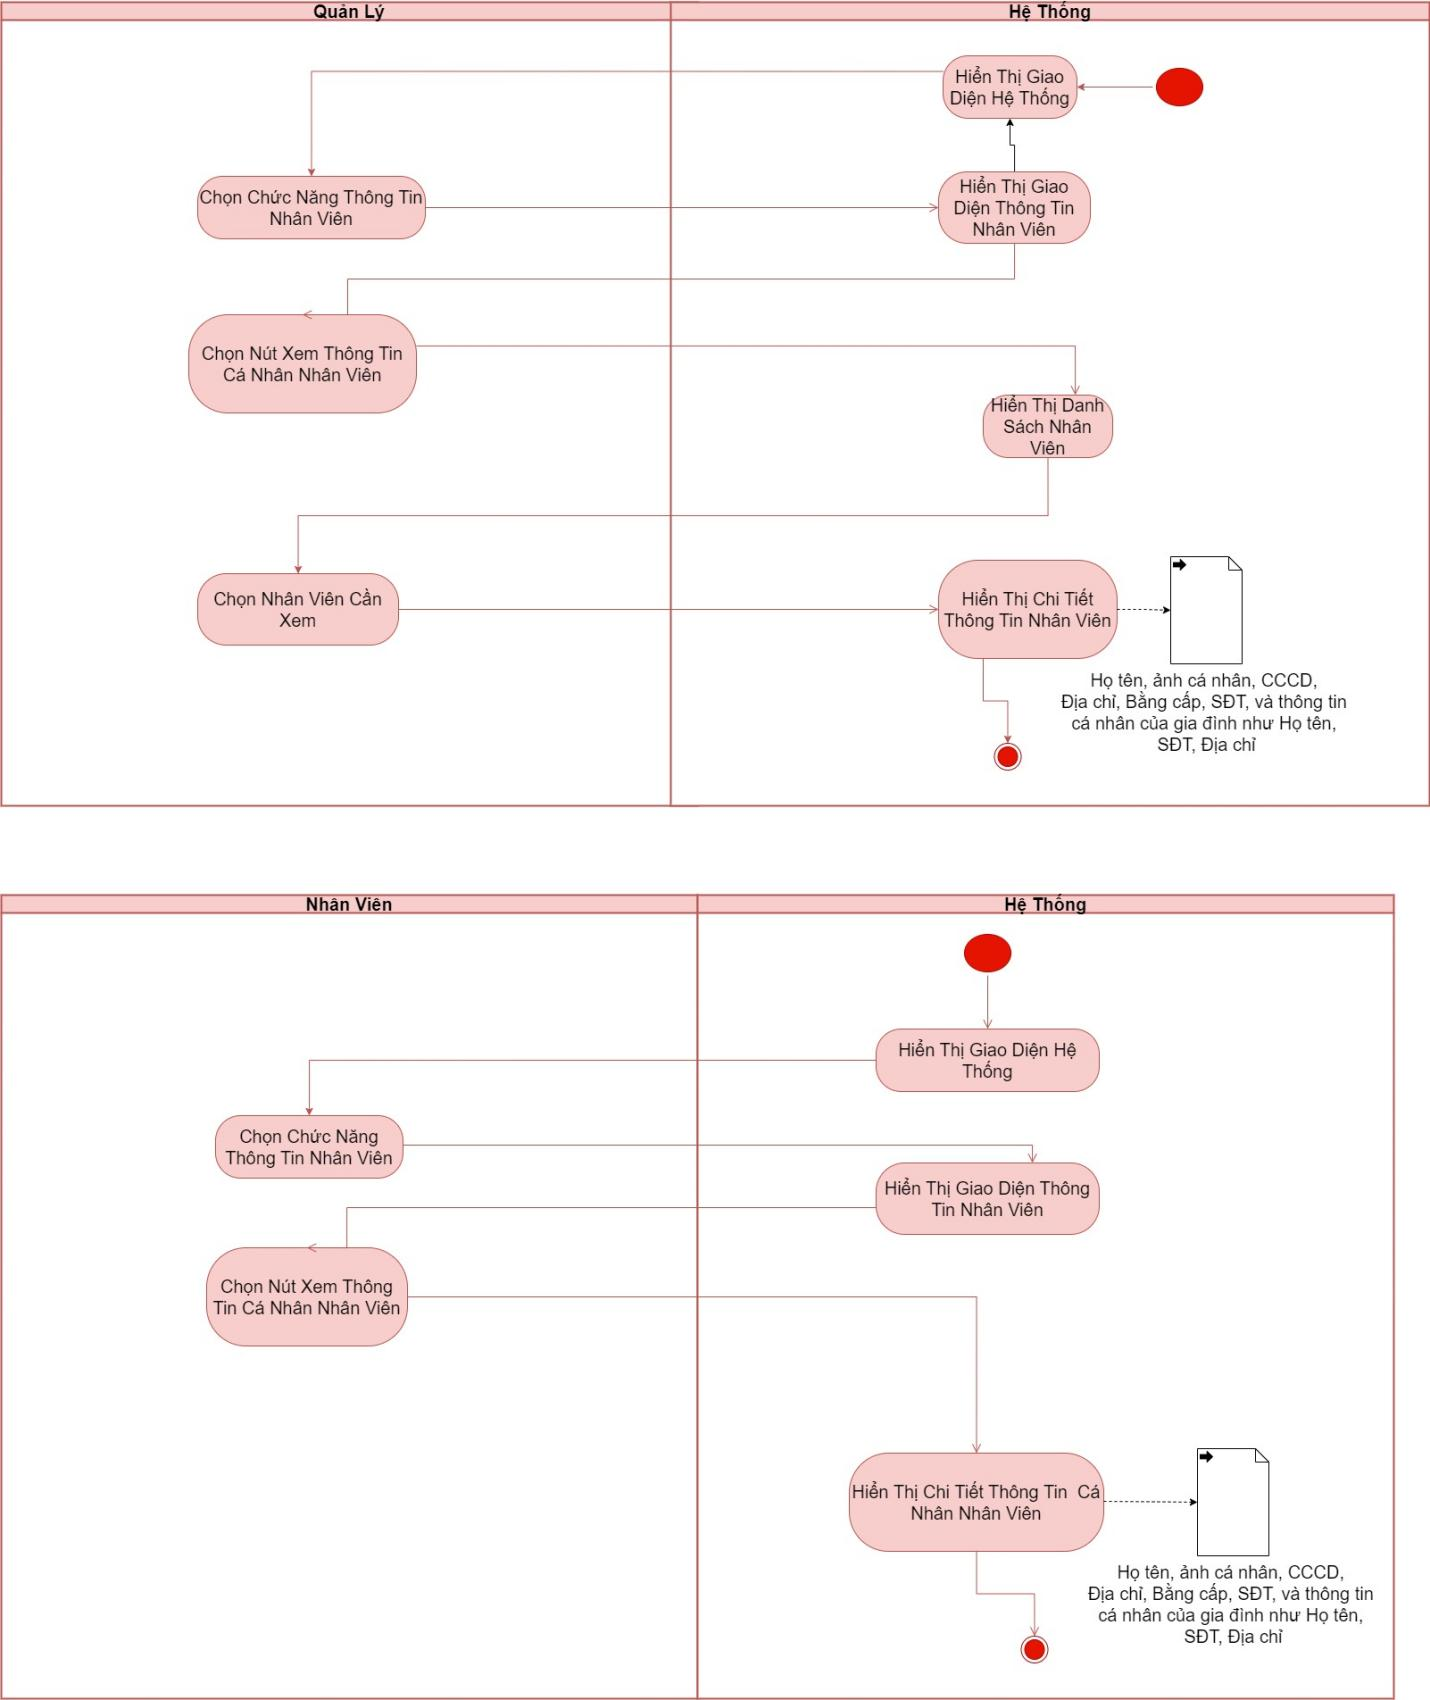 Quản Lý
Hệ Thống
Hiển Thị Giao
Diện Hệ Thống
Chọn Chức Năng Thông Tin
Nhân Viên
Hiển Thị Giao
Diện Thông Tin
Nhân Viên
Chọn Nút Xem Thông Tin
Cá Nhân Nhân Viên
Hiển Thị Danh
Sách Nhân
Viên
Chọn Nhân Viên Cần
Xem
Hiển Thị Chi Tiết
Thông Tin Nhân Viên
Họ tên, ảnh cá nhân, CCCD,
Địa chỉ, Bằng cấp, SĐT, và thông tin
cá nhân của gia đình như Họ tên,
SĐT, Địa chỉ
Nhân Viên
Hệ Thống
Hiển Thị Giao Diện Hệ
Thống
Chọn Chức Năng
Thông Tin Nhân Viên
Hiển Thị Giao Diện Thông
Tin Nhân Viên
Chọn Nút Xem Thông
Tin Cá Nhân Nhân Viên
Hiển Thị Chi Tiết Thông Tin  Cá
Nhân Nhân Viên
Họ tên, ảnh cá nhân, CCCD,
Địa chỉ, Bằng cấp, SĐT, và thông tin
cá nhân của gia đình như Họ tên,
SĐT, Địa chỉ